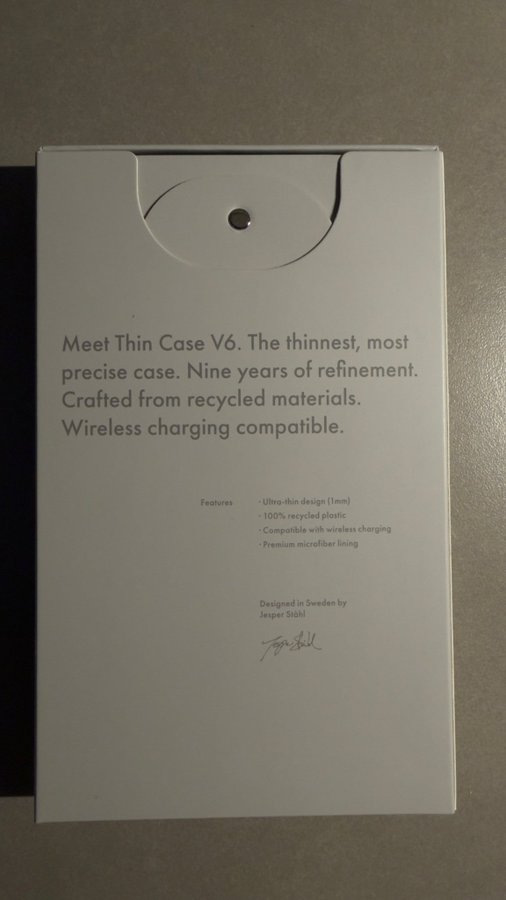 Meet Thin Case V6. The thinnest, most
precise case. Nine years of refinement.
Crafted from recycled materials.
Wireless charging compatible.
Features
· Ultra-thin design (1mm)
· 100% recycled plastic
· Compatible with wireless charging
· Premium microfiber lining
Designed in Sweden by
Jesper Ståhl